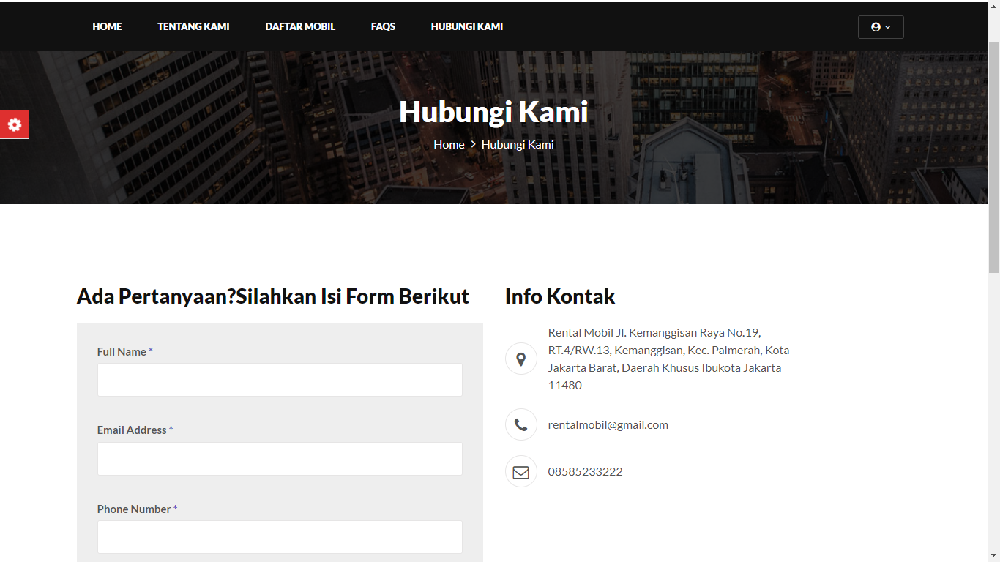 HOME TENTANG KAMI DAFTAR MOBIL FAQS HUBUNGI KAMI
Hubungi Kami
Home > Hubungi Kami
Ada Pertanyaan?Silahkan Isi Form Berikut
Full Name *
Email Address *
Phone Number *
Info Kontak
Rental Mobil Jl. Kemanggisan Raya No.19,
RT.4/RW.13, Kemanggisan, Kec. Palmerah, Kota
Jakarta Barat, Daerah Khusus Ibukota Jakarta
11480
rentalmobil@gmail.com
08585233222